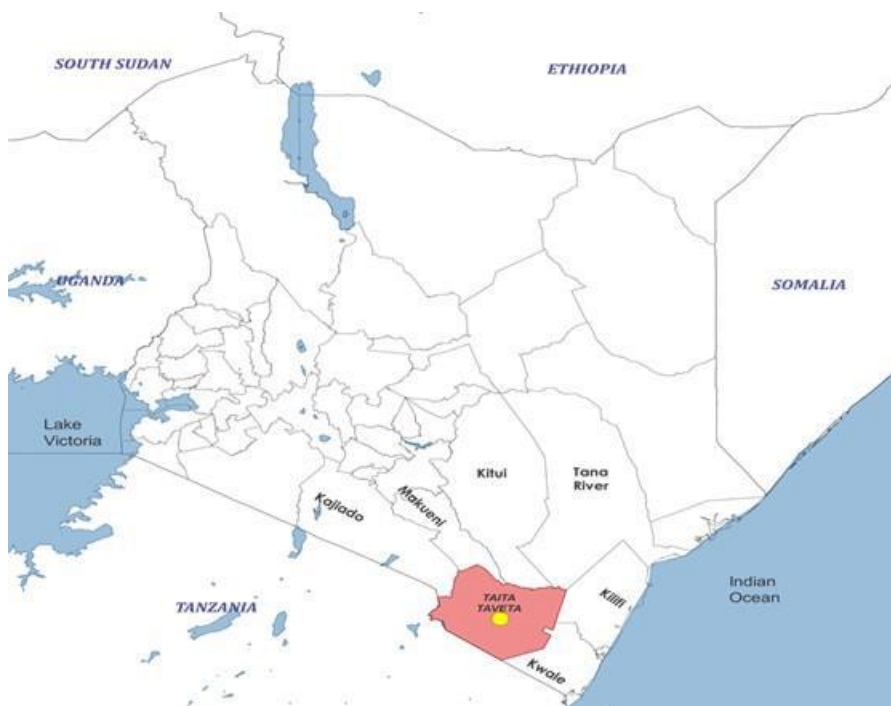 SOUTH SUDAN
ETHIOPIA
UGANDA
SOMALIA
Lake
Victoria
Kitui
Tana
River
Kajiado
Makueni
Indian
Ocean
TANZANIA
TAITA
TAVETA
Kilifi
Kwale